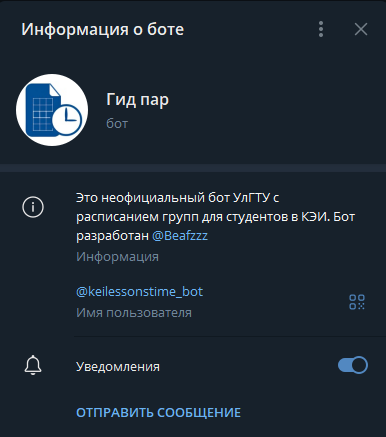 Информация о боте
Гид пар
бот
Это неофициальный бот УлГТУ с
расписанием групп для студентов в КЭИ. Бот
разработан @Beafzzz
Информация
@keilessonstime_bot
Имя пользователя
Уведомления
ОТПРАВИТЬ СООБЩЕНИЕ